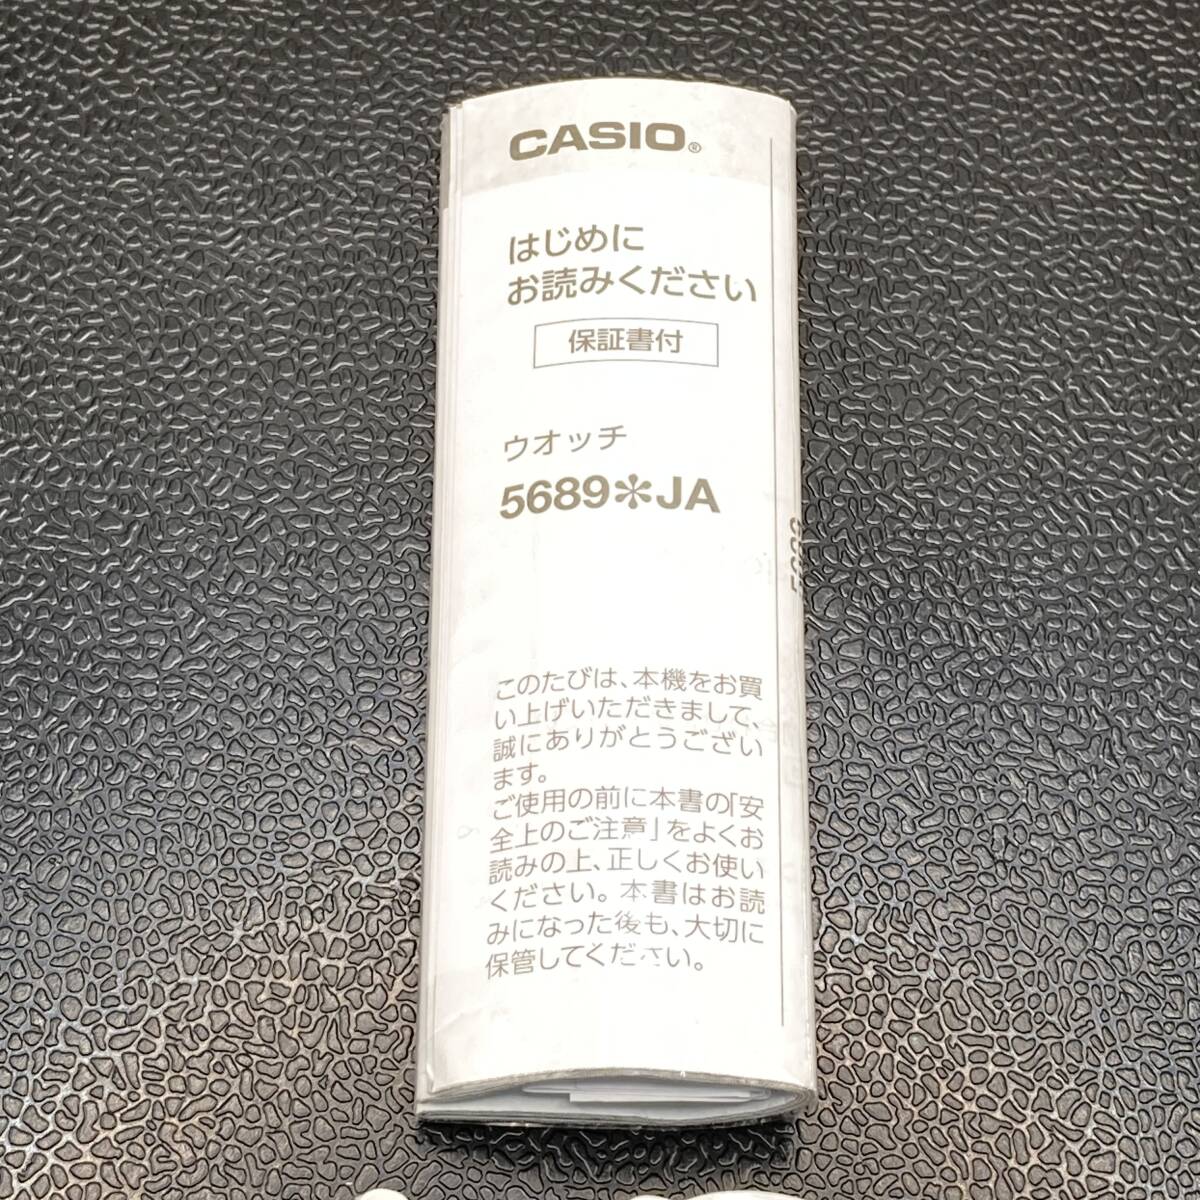 CASIO®
はじめに
お読みください
保証書付
ウオッチ
5689＊JA
このたびは、本機をお買
い上げいただきまして、
誠にありがとうござい
ます。
ご使用の前に本書の「安
全上のご注意」をよくお
読みの上、正しくお使い
ください。本書はお読
みになった後も、大切に
保管してください。